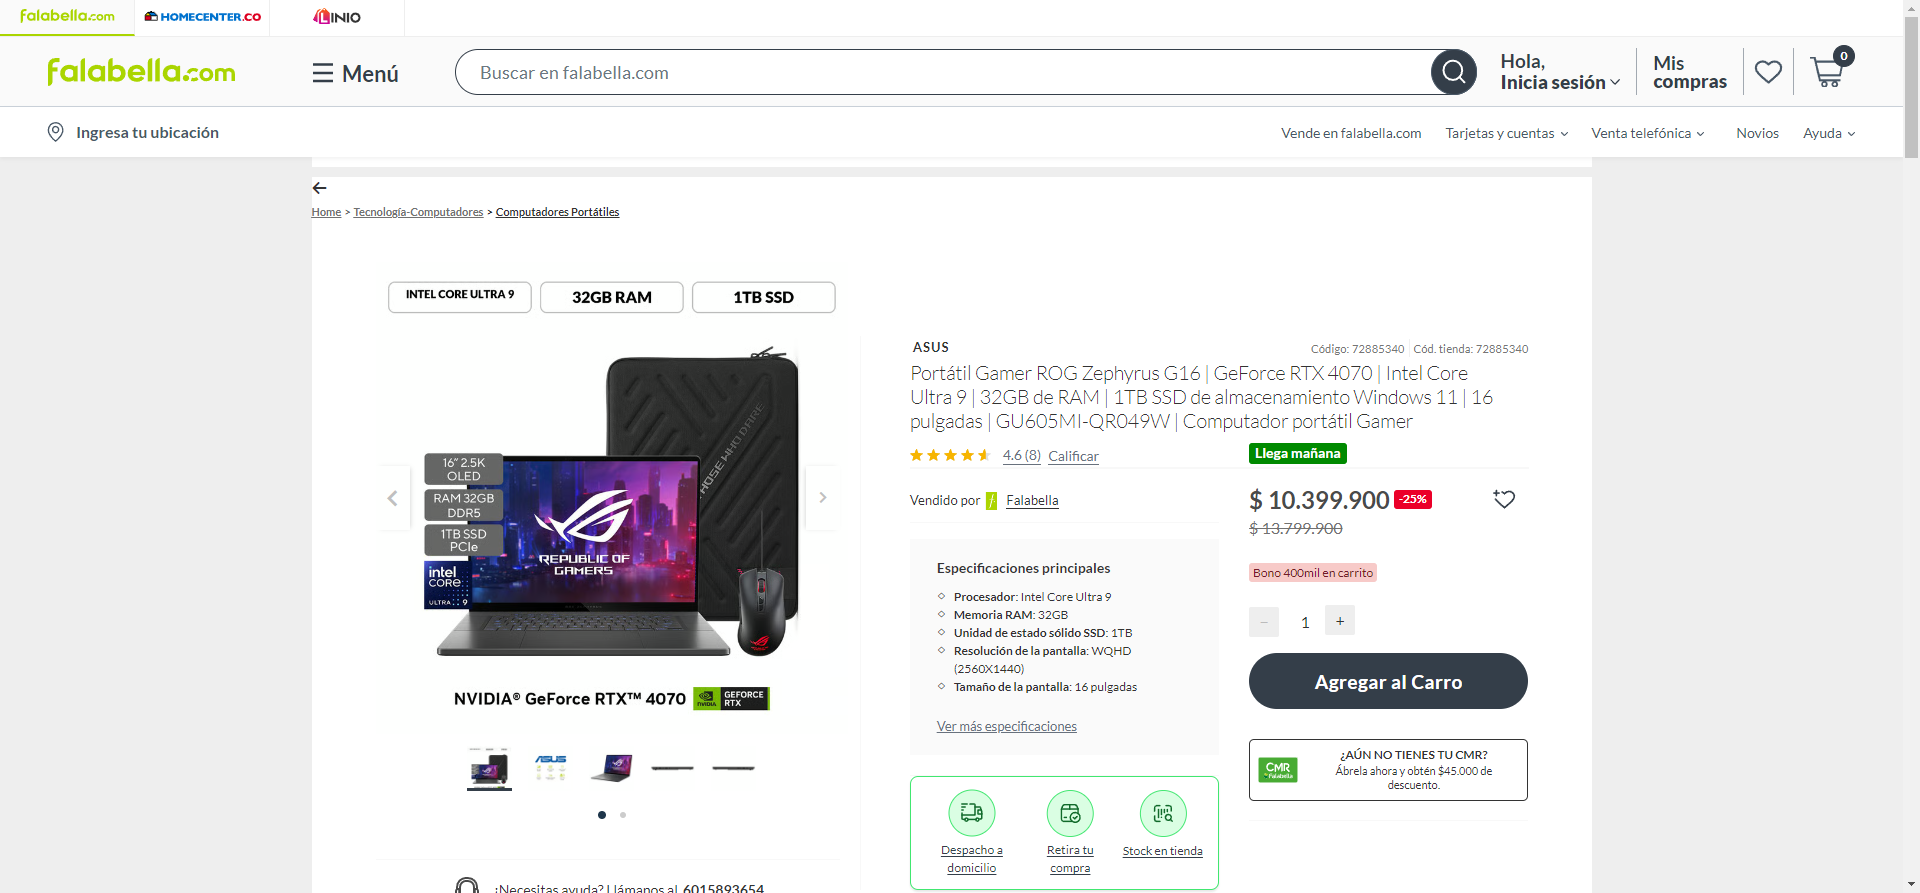 falabella.com
HOMECENTER.CO
LINIO
falabella.com
Menú
Buscar en falabella.com
Hola,
Inicia sesión
Mis
compras
0
Ingresa tu ubicación
Vende en falabella.com
Tarjetas y cuentas
Venta telefónica
Novios
Ayuda
Home > Tecnología-Computadores > Computadores Portátiles
INTEL CORE ULTRA 9
32GB RAM
1TB SSD
16” 2.5K
OLED
RAM 32GB
DDR5
1TB SSD
PCIe
intel
CORE
ULTRA 9
REPUBLIC OF
GAMERS
THOSE WHO DARE
NVIDIA® GeForce RTX™ 4070
NVIDIA
GEFORCE
RTX
ASUS
¿Necesitas ayuda? Llámanos al 6015893654
ASUS
Código: 72885340
Cód. tienda: 72885340
Portátil Gamer ROG Zephyrus G16 | GeForce RTX 4070 | Intel Core
Ultra 9 | 32GB de RAM | 1TB SSD de almacenamiento Windows 11 | 16
pulgadas | GU605MI-QR049W | Computador portátil Gamer
4.6 (8)
Calificar
Llega mañana
Vendido por
Falabella
$ 10.399.900
-25%
$ 13.799.900
Bono 400mil en carrito
− 1 +
Agregar al Carro
Especificaciones principales
Procesador: Intel Core Ultra 9
Memoria RAM: 32GB
Unidad de estado sólido SSD: 1TB
Resolución de la pantalla: WQHD
(2560X1440)
Tamaño de la pantalla: 16 pulgadas
Ver más especificaciones
CMR
Falabella
¿AÚN NO TIENES TU CMR?
Ábrela ahora y obtén $45.000 de
descuento.
Despacho a
domicilio
Retira tu
compra
Stock en tienda